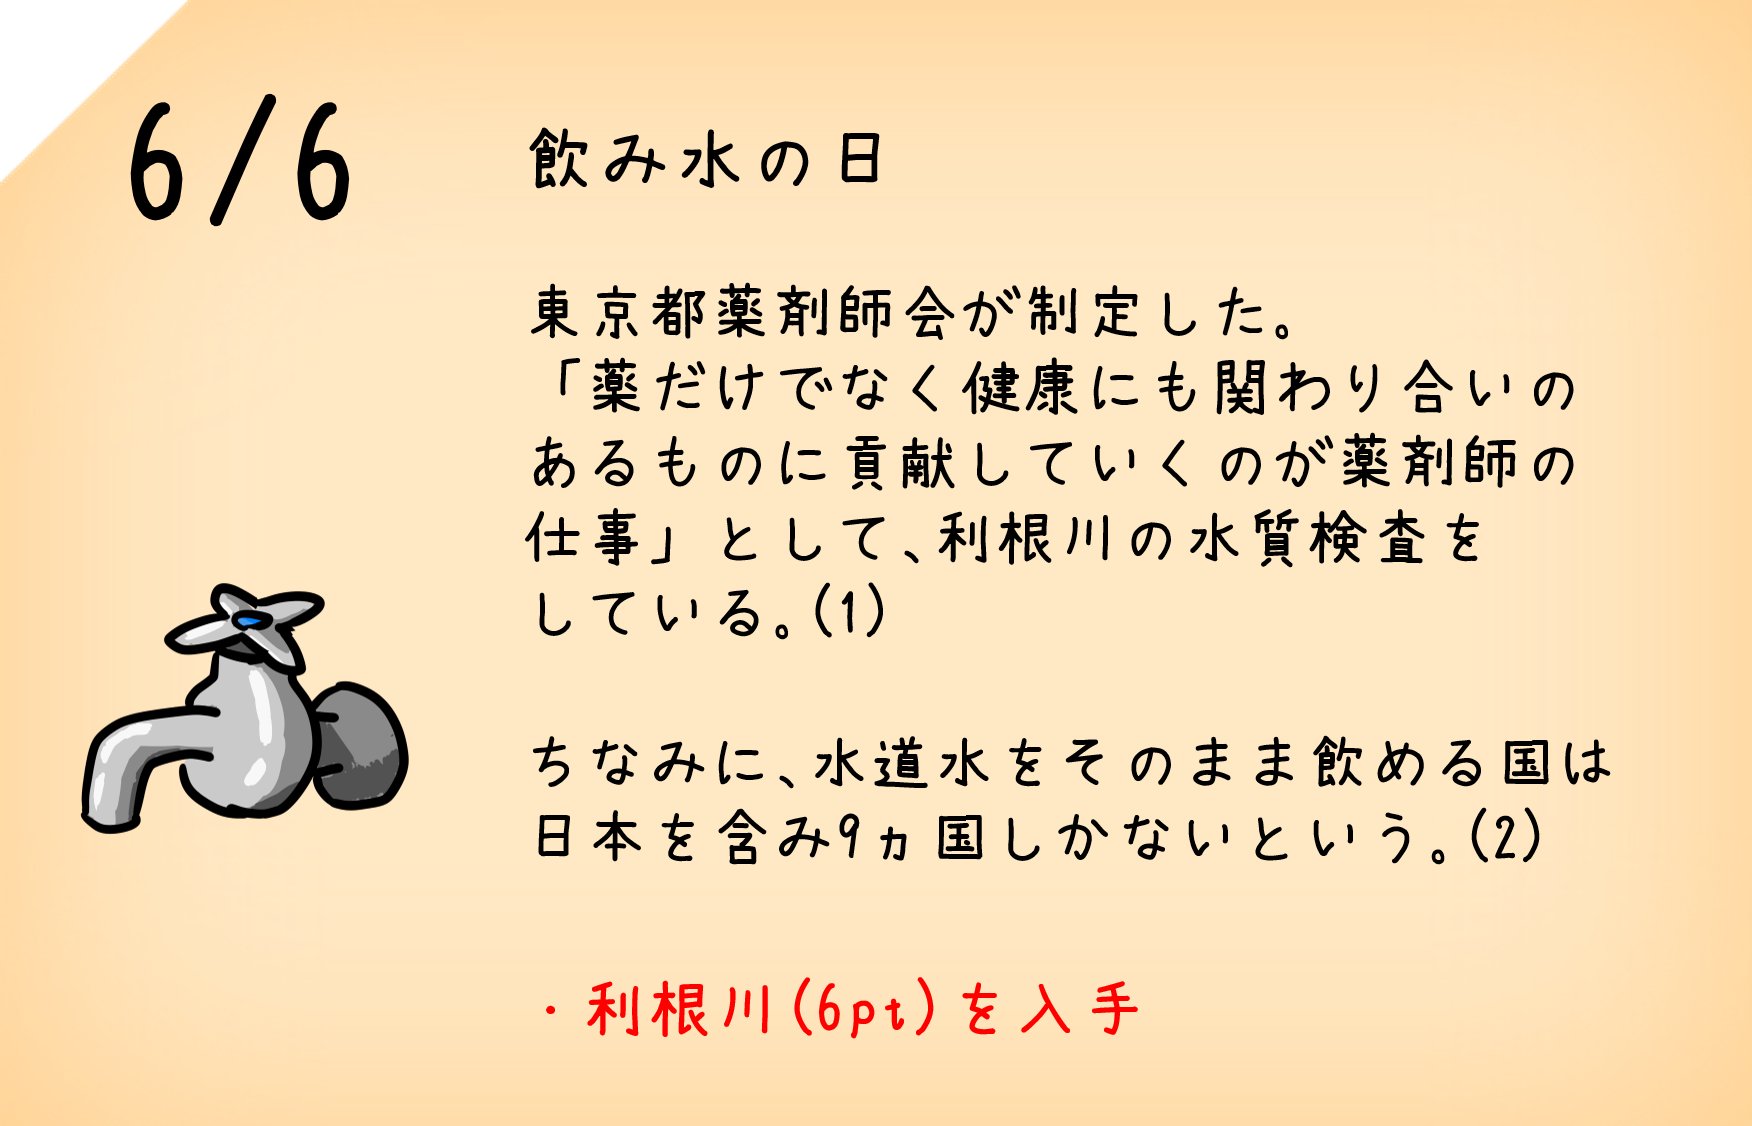 6/6
飲み水の日
東京都薬剤師会が制定した。
「薬だけでなく健康にも関わり合いの
あるものに貢献していくのが薬剤師の
仕事」として、利根川の水質検査を
している。(1)
ちなみに、水道水をそのまま飲める国は
日本を含み9ヵ国しかないという。(2)
・利根川(6pt)を入手